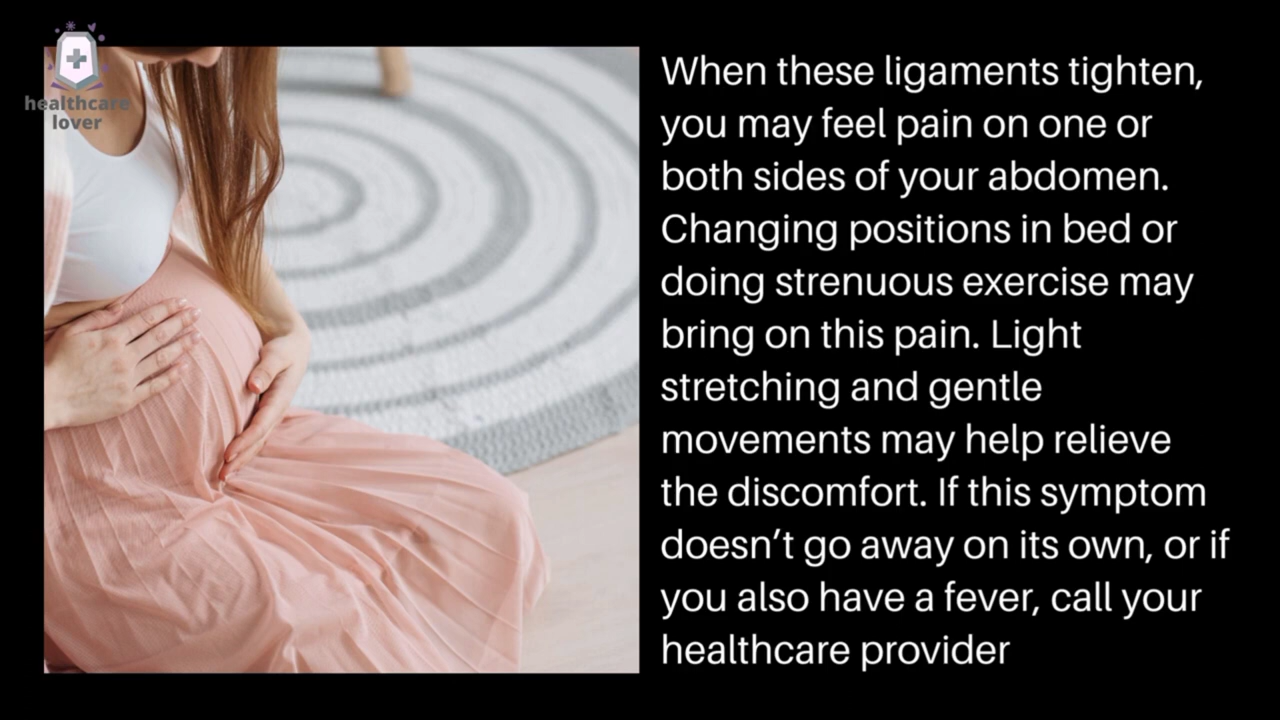 healthcare
lover
When these ligaments tighten,
you may feel pain on one or
both sides of your abdomen.
Changing positions in bed or
doing strenuous exercise may
bring on this pain. Light
stretching and gentle
movements may help relieve
the discomfort. If this symptom
doesn’t go away on its own, or if
you also have a fever, call your
healthcare provider